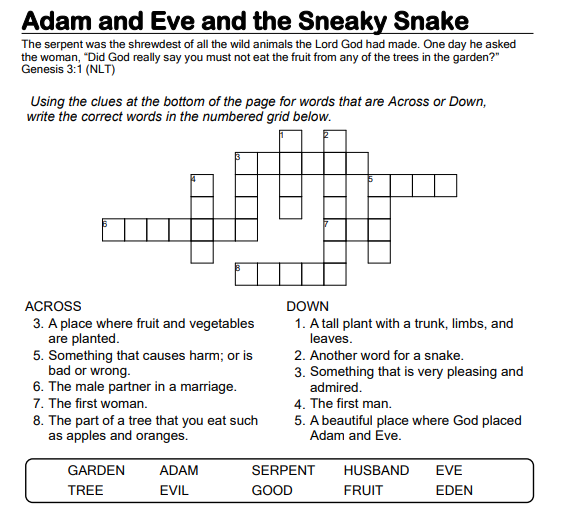 Adam and Eve and the Sneaky Snake
The serpent was the shrewdest of all the wild animals the Lord God had made. One day he asked
the woman, “Did God really say you must not eat the fruit from any of the trees in the garden?”
Genesis 3:1 (NLT)
Using the clues at the bottom of the page for words that are Across or Down,
write the correct words in the numbered grid below.
1 2
3
4 5
6 7
8
ACROSS
3. A place where fruit and vegetables
are planted.
5. Something that causes harm; or is
bad or wrong.
6. The male partner in a marriage.
7. The first woman.
8. The part of a tree that you eat such
as apples and oranges.
DOWN
1. A tall plant with a trunk, limbs, and
leaves.
2. Another word for a snake.
3. Something that is very pleasing and
admired.
4. The first man.
5. A beautiful place where God placed
Adam and Eve.
GARDEN ADAM SERPENT HUSBAND EVE
TREE EVIL GOOD FRUIT EDEN